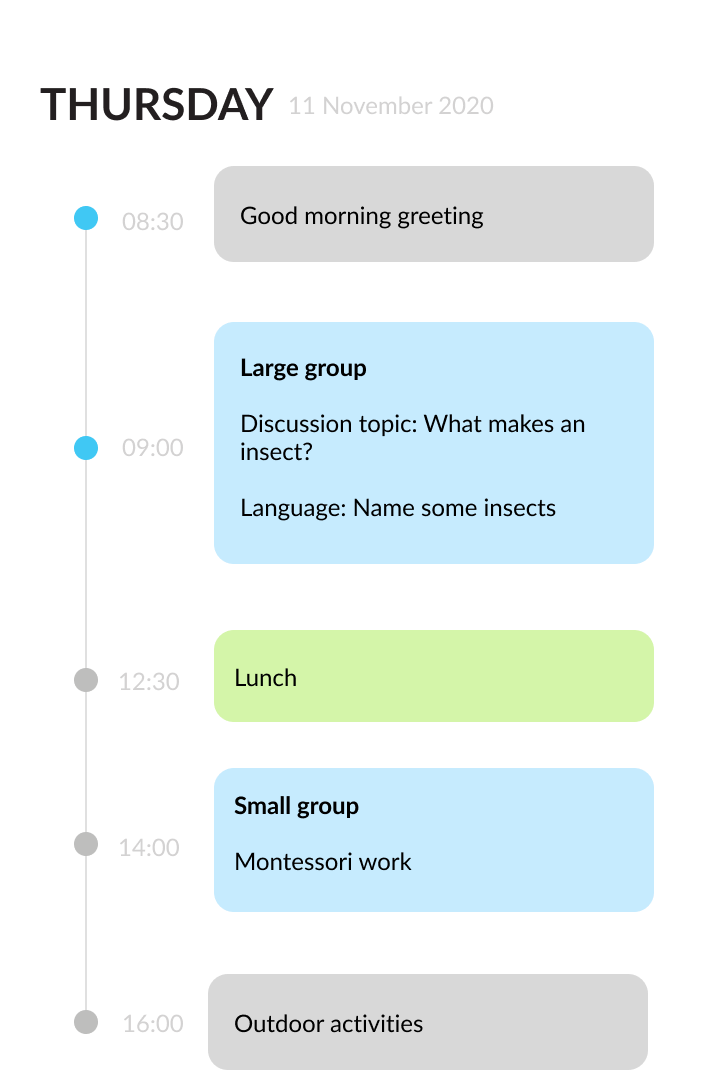 THURSDAY 11 November 2020
08:30 Good morning greeting
Large group
Discussion topic: What makes an
09:00 insect?
Language: Name some insects
12:30 Lunch
Small group
14:00 Montessori work
16:00 Outdoor activities